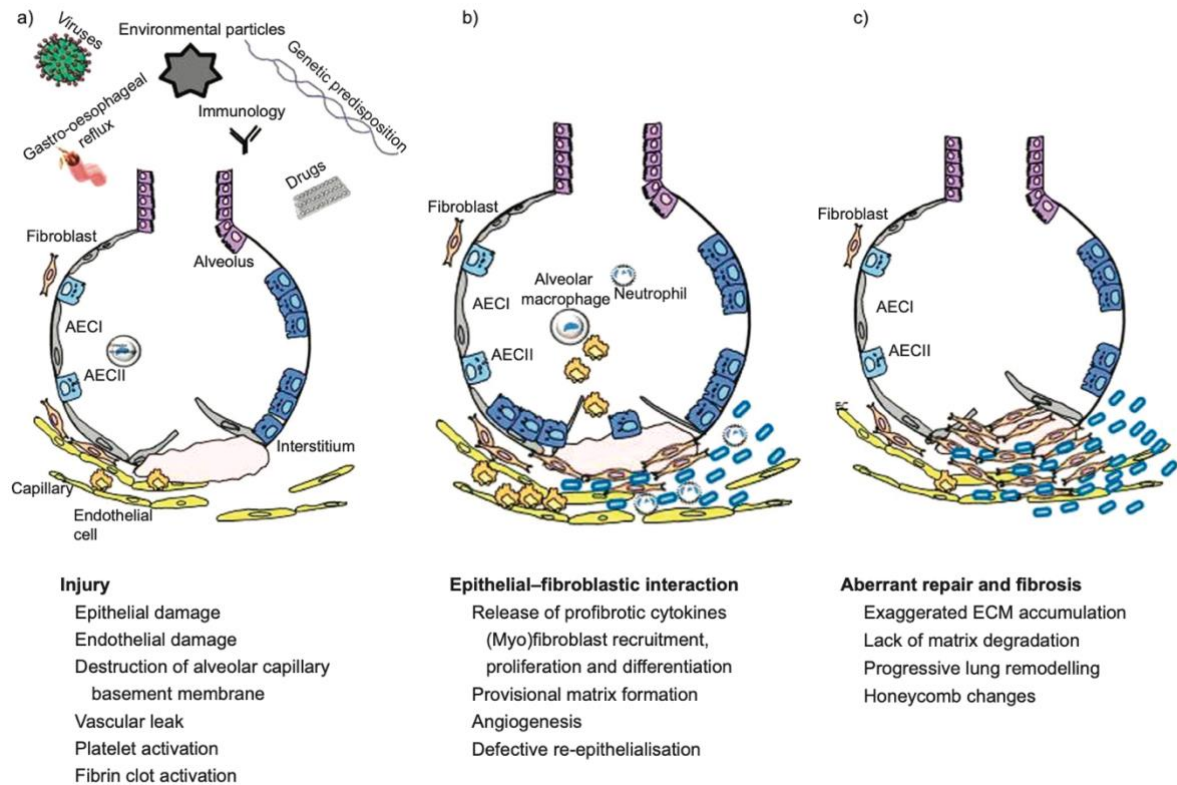 a)
Viruses
Environmental particles
Genetic predisposition
Gastro-oesophageal
reflux
Immunology
Drugs
Fibroblast
Alveolus
AECI
AECII
Interstitium
Capillary
Endothelial
cell
Injury
Epithelial damage
Endothelial damage
Destruction of alveolar capillary
basement membrane
Vascular leak
Platelet activation
Fibrin clot activation
b)
Fibroblast
Alveolar
macrophage
Neutrophil
AECI
AECII
Epithelial–fibroblastic interaction
Release of profibrotic cytokines
(Myo)fibroblast recruitment,
proliferation and differentiation
Provisional matrix formation
Angiogenesis
Defective re-epithelialisation
c)
Fibroblast
AECI
AECII
Aberrant repair and fibrosis
Exaggerated ECM accumulation
Lack of matrix degradation
Progressive lung remodelling
Honeycomb changes